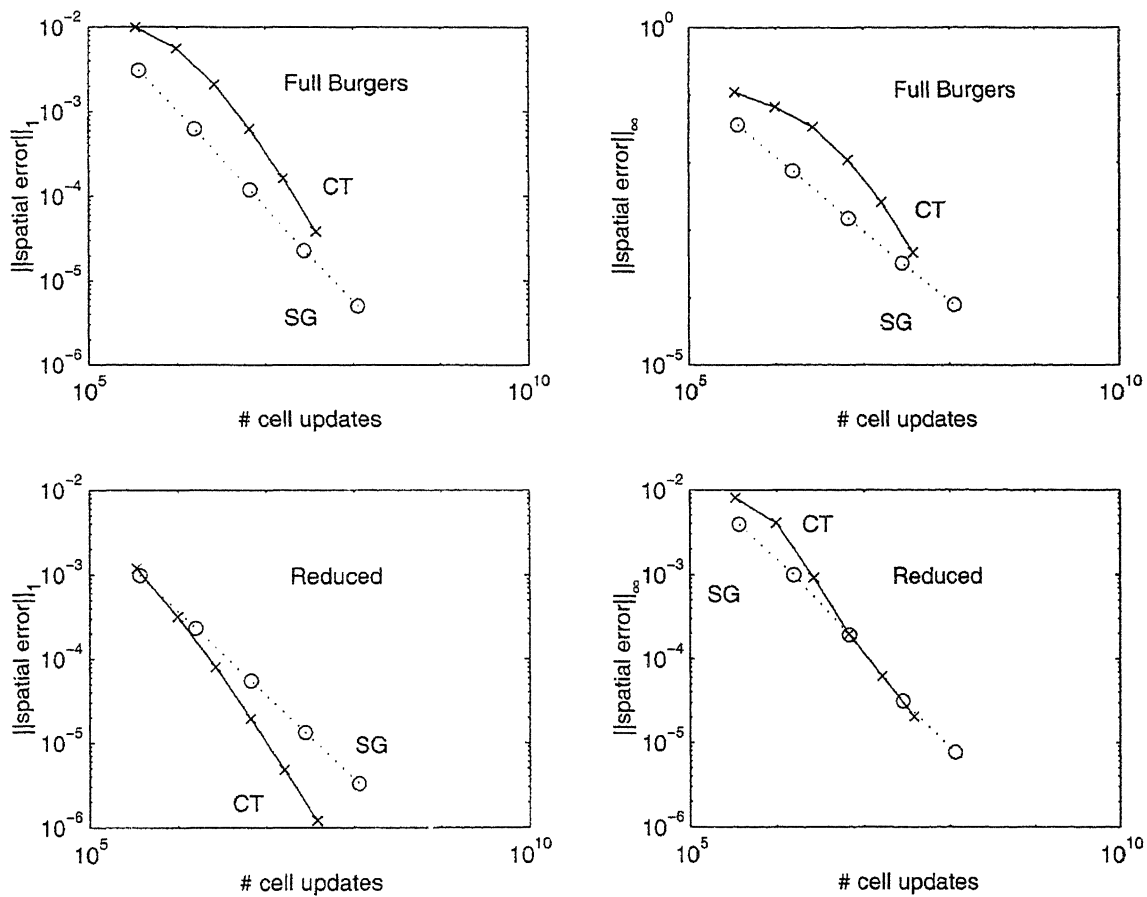 10^-2
10^-3
10^-4
10^-5
10^-6
||spatial error||_1
Full Burgers
CT
SG
10^5
10^10
# cell updates
10^0
10^-5
||spatial error||_∞
Full Burgers
CT
SG
10^5
10^10
# cell updates
10^-2
10^-3
10^-4
10^-5
10^-6
||spatial error||_1
Reduced
SG
CT
10^5
10^10
# cell updates
10^-2
10^-3
10^-4
10^-5
10^-6
||spatial error||_∞
CT
SG
Reduced
10^5
10^10
# cell updates